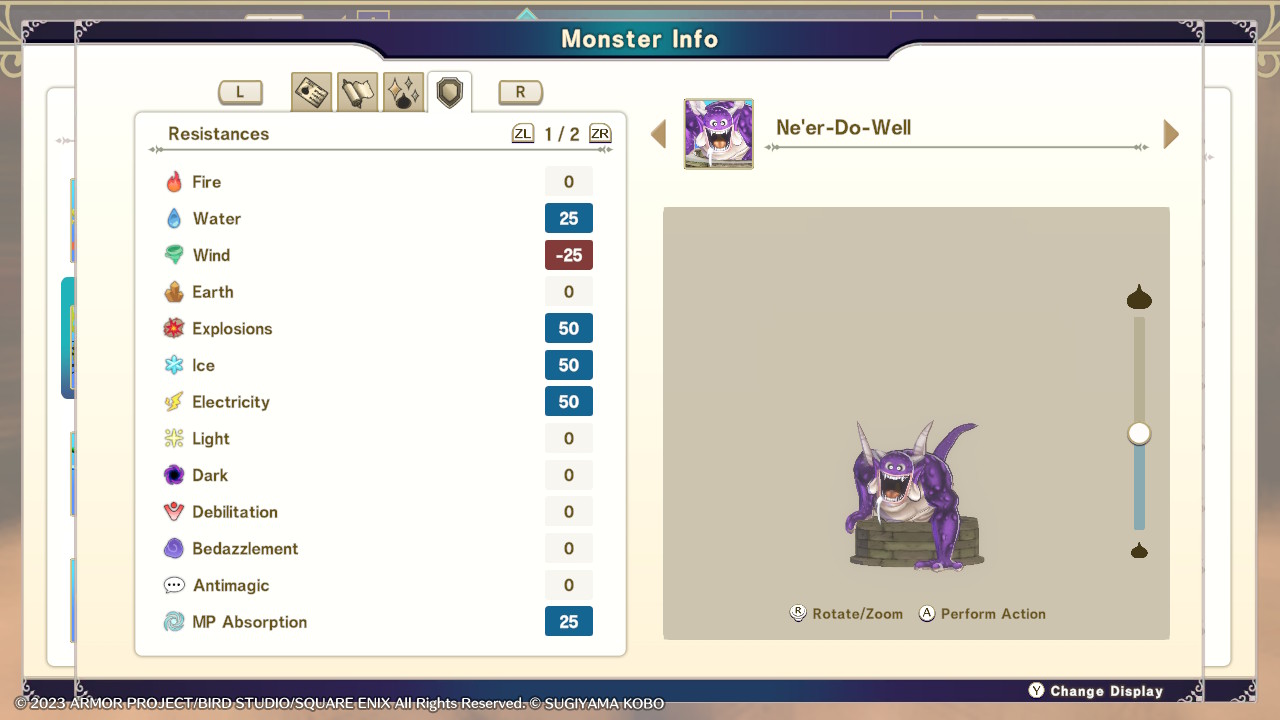 Monster Info
L
R
Resistances
ZL 1 / 2 ZR
Ne'er-Do-Well
Fire 0
Water 25
Wind -25
Earth 0
Explosions 50
Ice 50
Electricity 50
Light 0
Dark 0
Debilitation 0
Bedazzlement 0
Antimagic 0
MP Absorption 25
R Rotate/Zoom A Perform Action
Y Change Display
© 2023 ARMOR PROJECT/BIRD STUDIO/SQUARE ENIX All Rights Reserved. © SUGIYAMA KOBO